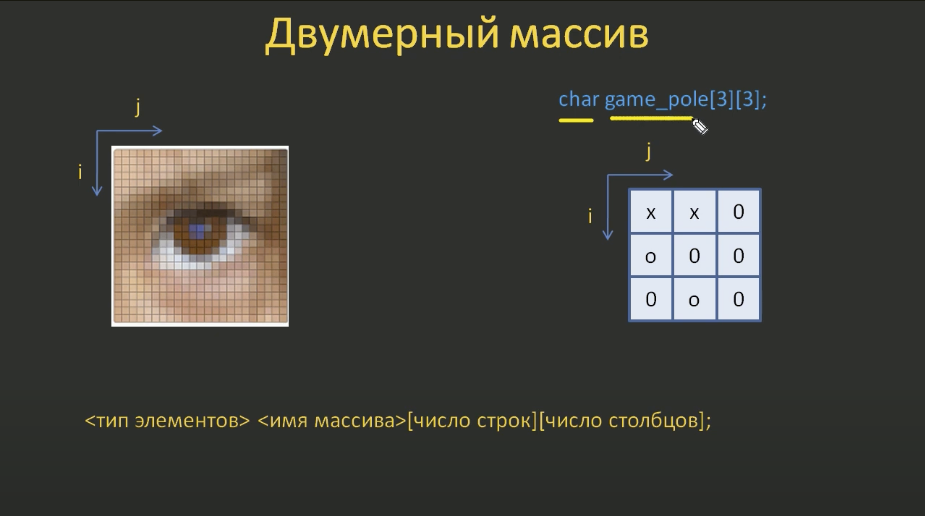 Двумерный массив
char game_pole[3][3];
j
i
j
i
x x 0
o 0 0
0 o 0
<тип элементов> <имя массива>[число строк][число столбцов];